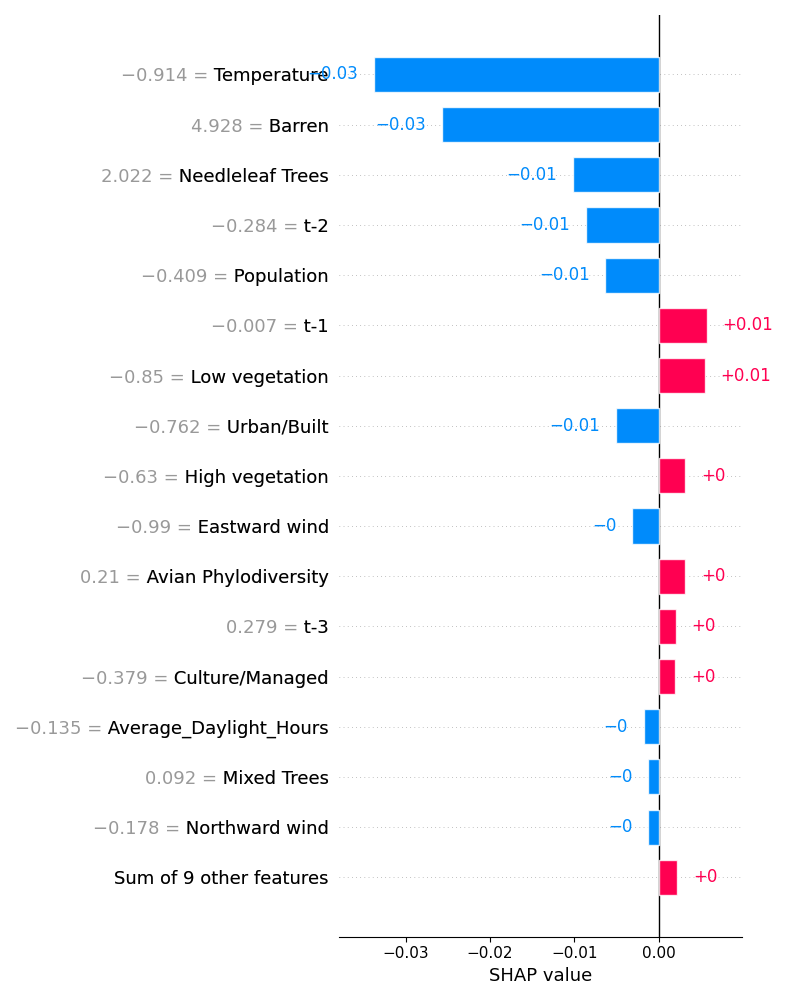 −0.914 = Temperature −0.03
4.928 = Barren −0.03
2.022 = Needleleaf Trees −0.01
−0.284 = t-2 −0.01
−0.409 = Population −0.01
−0.007 = t-1 +0.01
−0.85 = Low vegetation +0.01
−0.762 = Urban/Built −0.01
−0.63 = High vegetation +0
−0.99 = Eastward wind −0
0.21 = Avian Phylodiversity +0
0.279 = t-3 +0
−0.379 = Culture/Managed +0
−0.135 = Average_Daylight_Hours −0
0.092 = Mixed Trees −0
−0.178 = Northward wind −0
Sum of 9 other features +0
−0.03 −0.02 −0.01 0.00
SHAP value